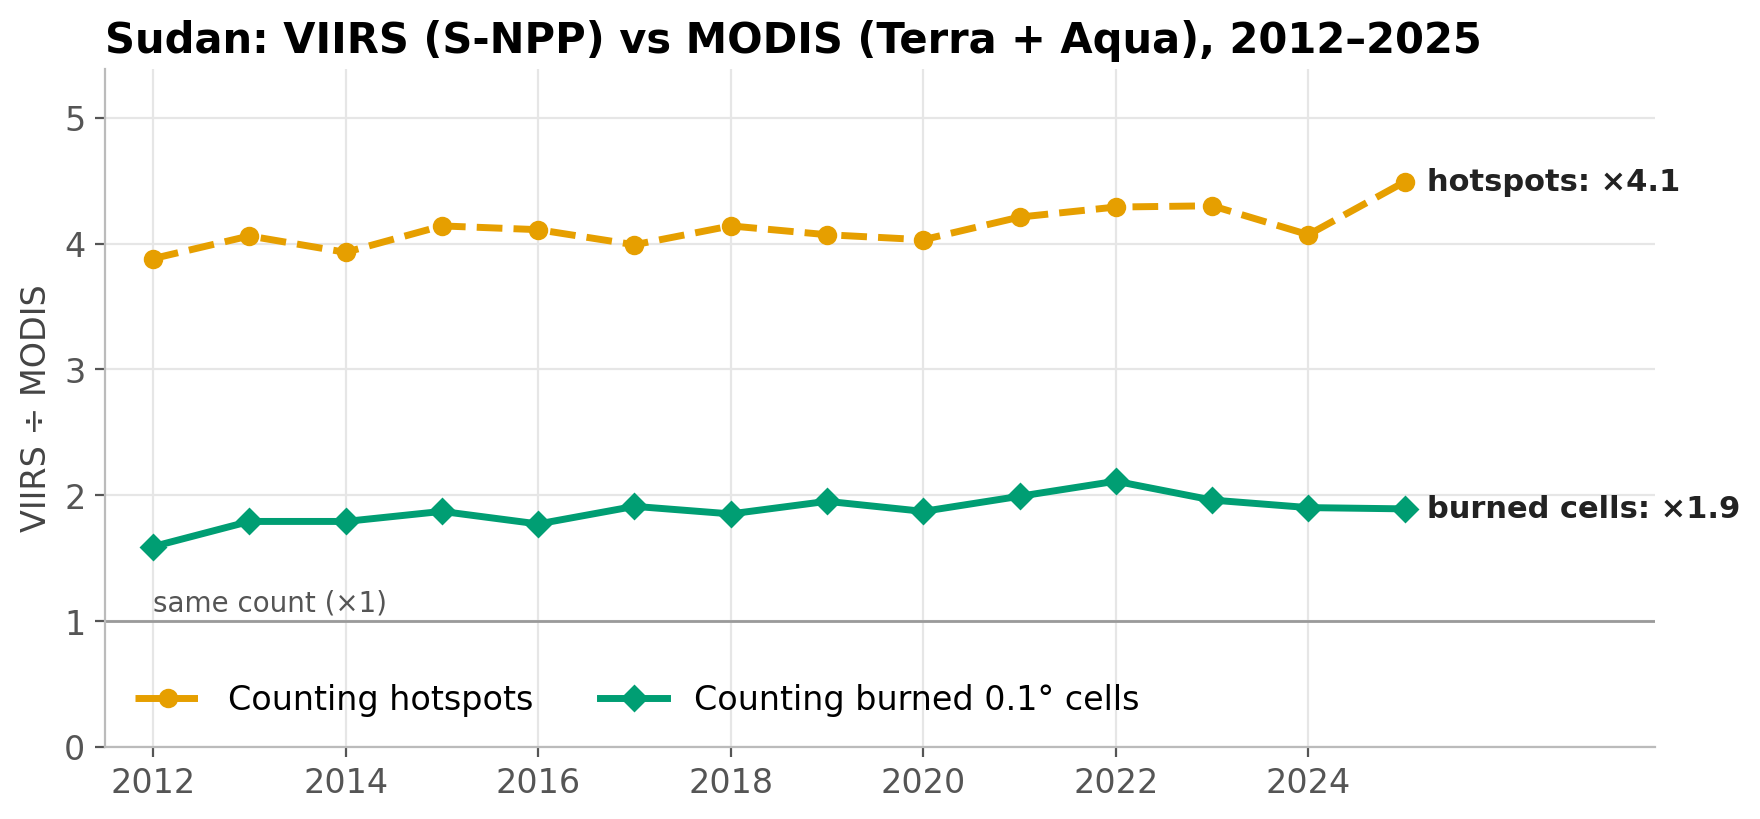 Sudan: VIIRS (S-NPP) vs MODIS (Terra + Aqua), 2012–2025
VIIRS ÷ MODIS
5
4
3
2
1
0
hotspots: ×4.1
burned cells: ×1.9
same count (×1)
Counting hotspots
Counting burned 0.1° cells
2012
2014
2016
2018
2020
2022
2024